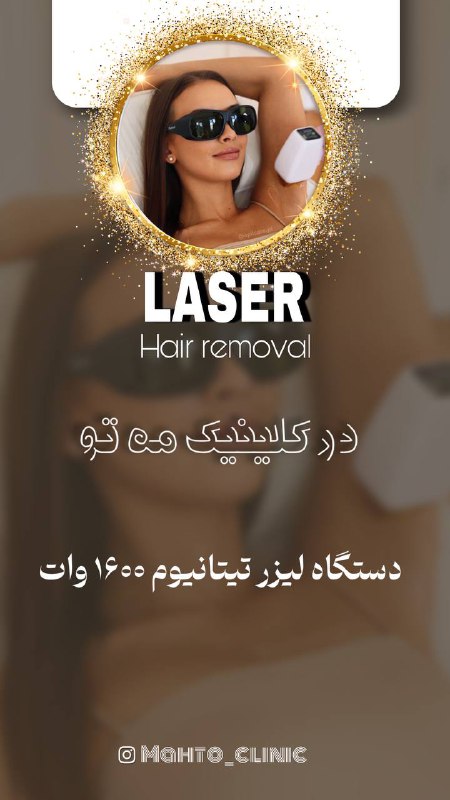 LASER
Hair removal
در کلینیک مه تو
دستگاه لیزر تیتانیوم ۱۶۰۰ وات
MAHTO_CLINIC